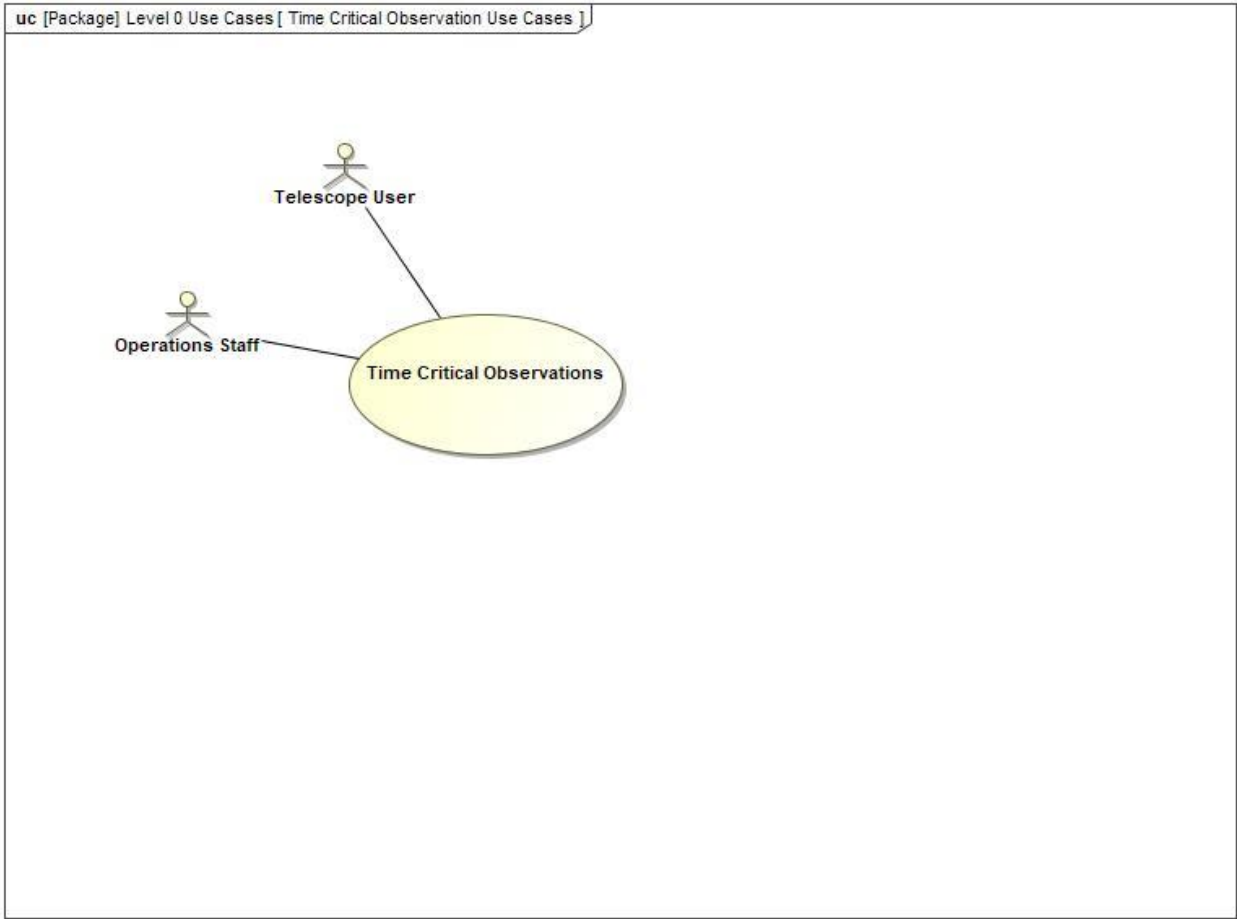 uc [Package] Level 0 Use Cases [ Time Critical Observation Use Cases ]
Telescope User
Operations Staff
Time Critical Observations